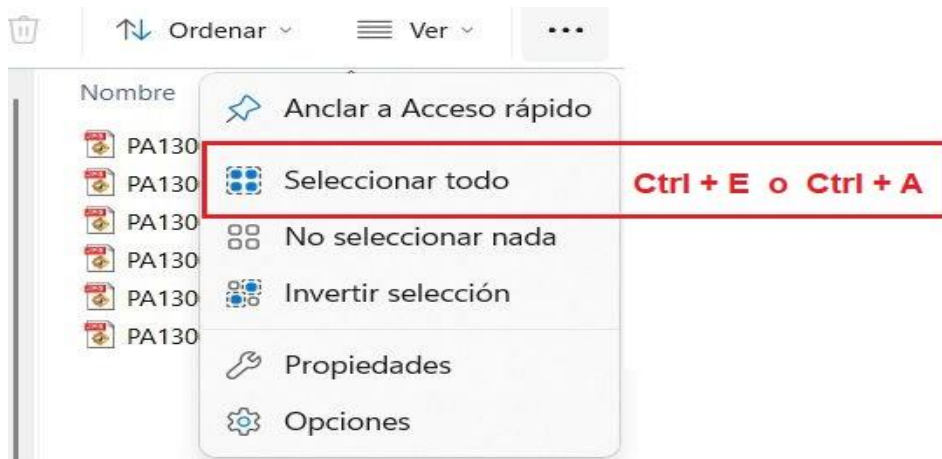 Ordenar Ver ...
Nombre
Anclar a Acceso rápido
PA130
PA130
Seleccionar todo Ctrl + E o Ctrl + A
PA130
No seleccionar nada
PA130
PA130
Invertir selección
PA130
Propiedades
Opciones